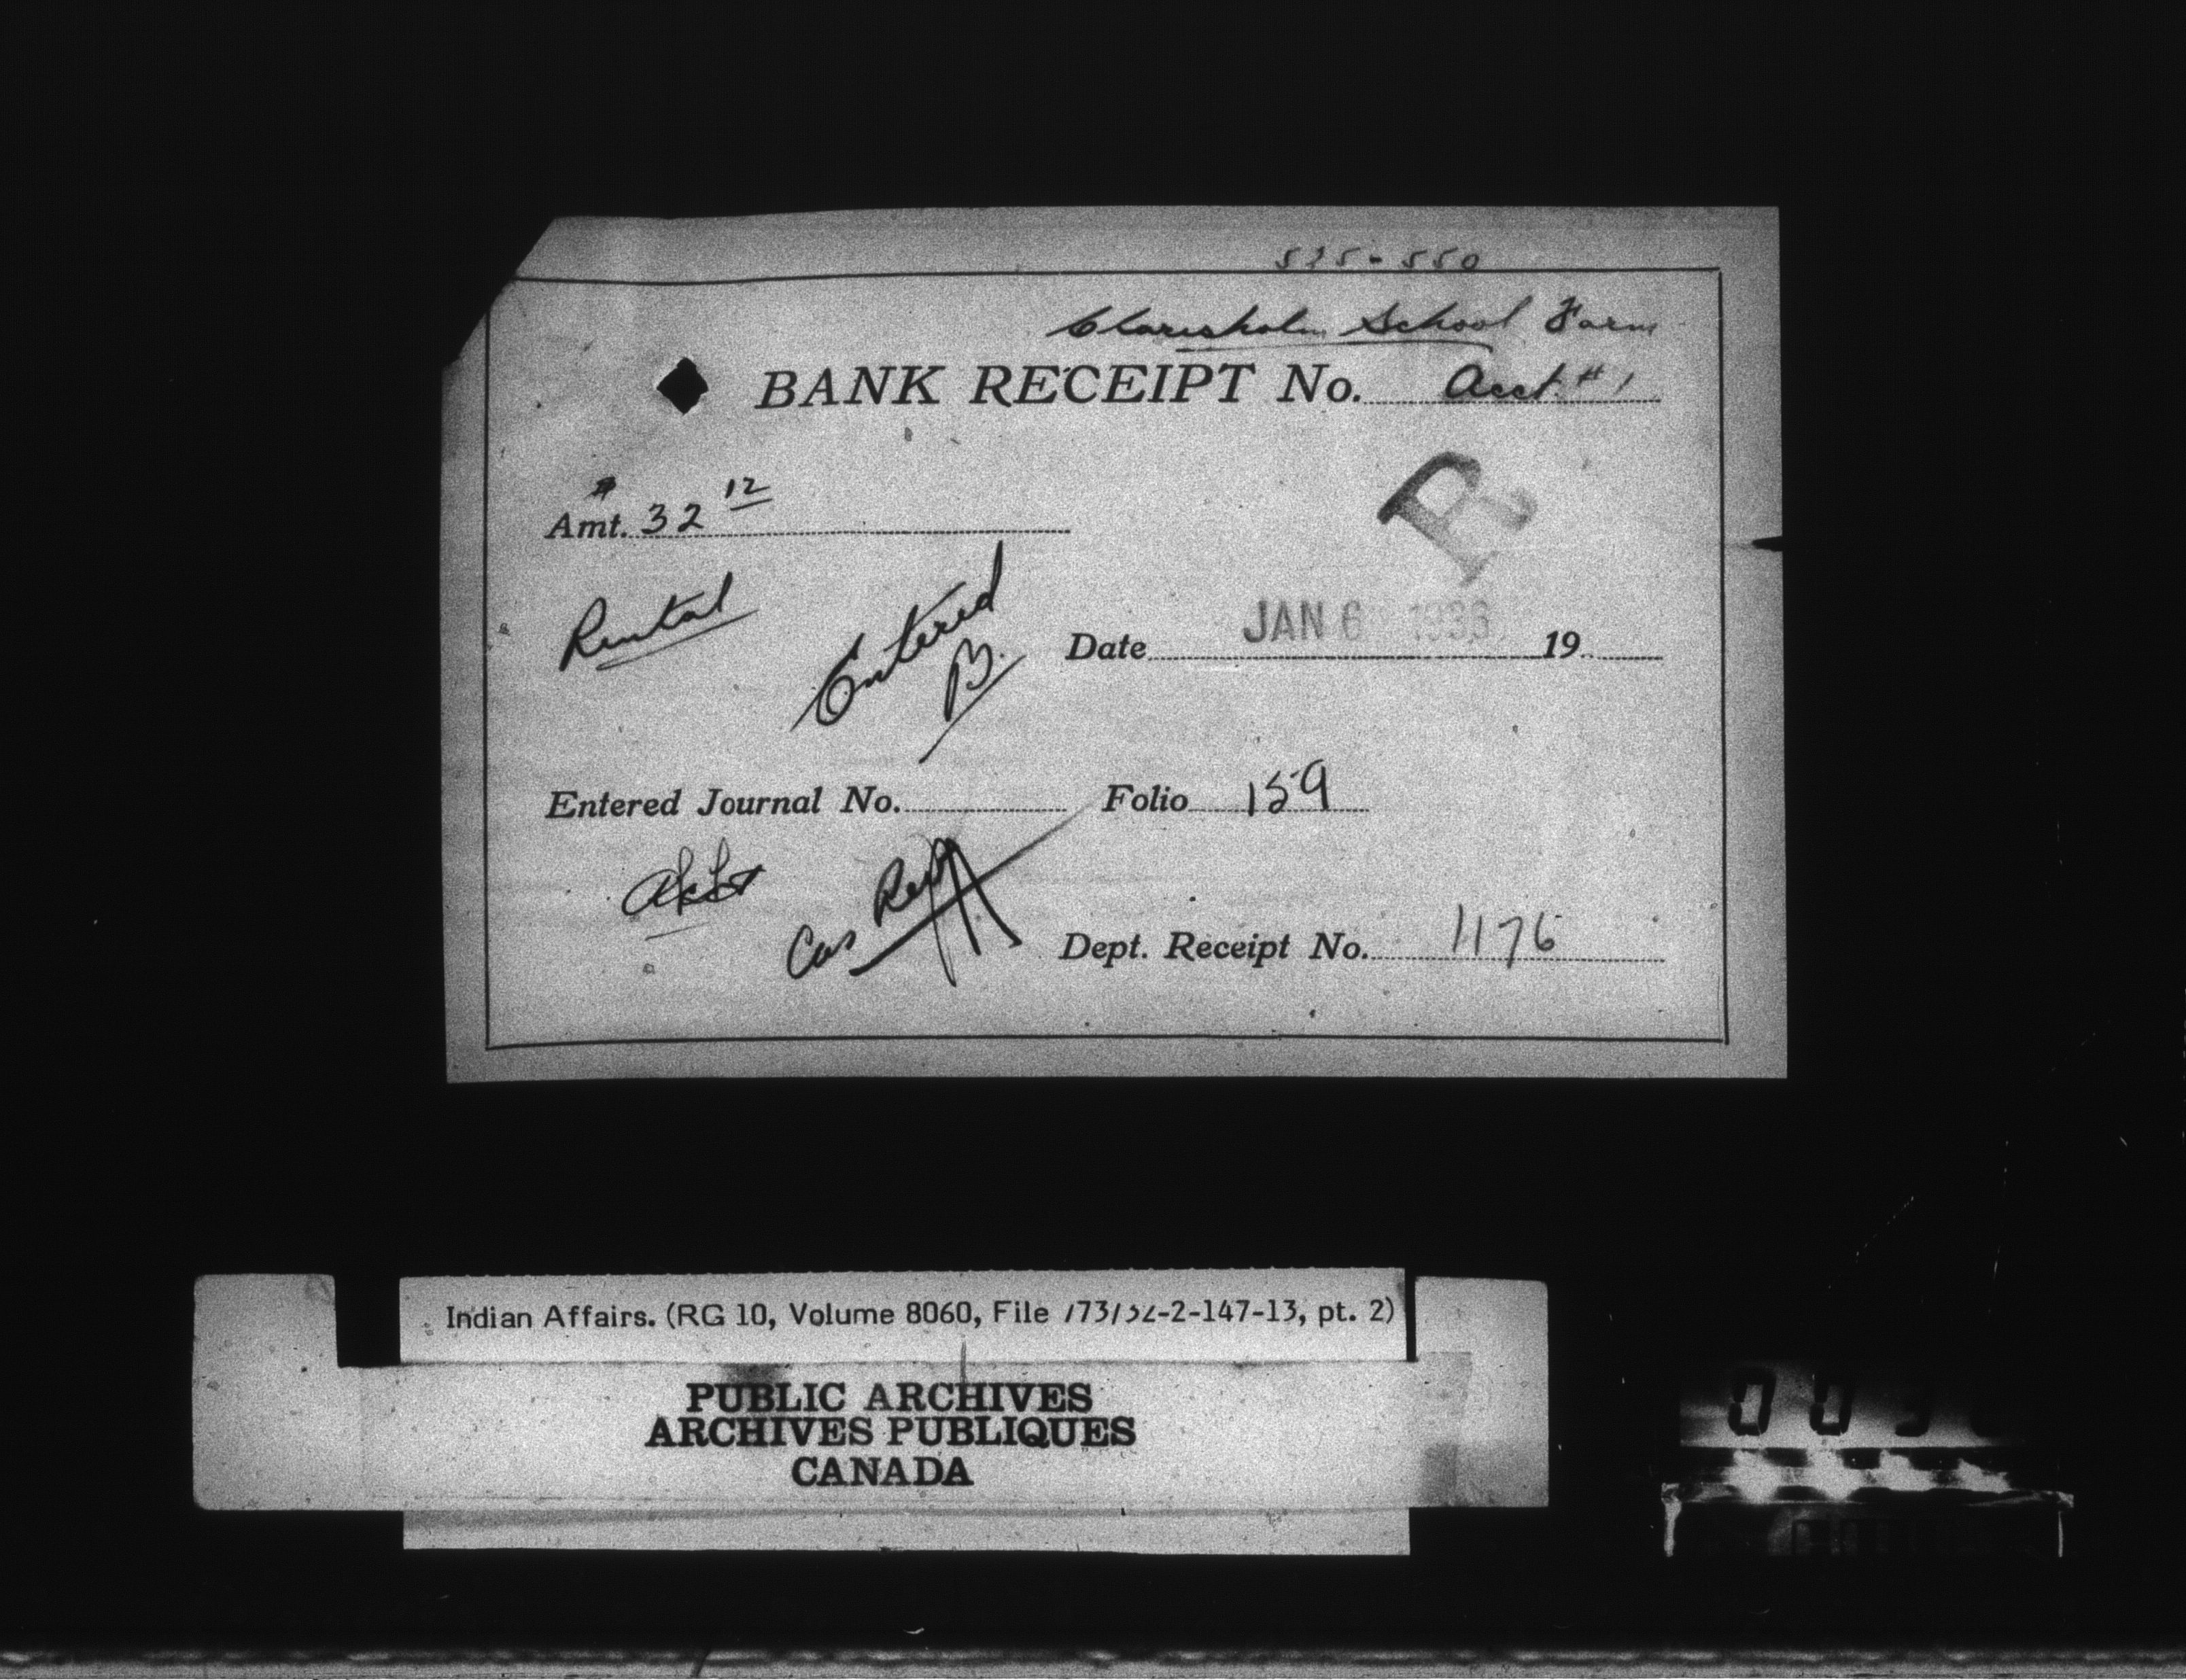 525-550
Claresholm School Farm
BANK RECEIPT No. Acct. #1
Amt. $32 12
R
Rental
Entered
B.
Date JAN 6 1936 19
Entered Journal No. Folio 159
Cas
Dept. Receipt No. 1176
Indian Affairs. (RG 10, Volume 8060, File 773/32-2-147-13, pt. 2)
PUBLIC ARCHIVES
ARCHIVES PUBLIQUES
CANADA